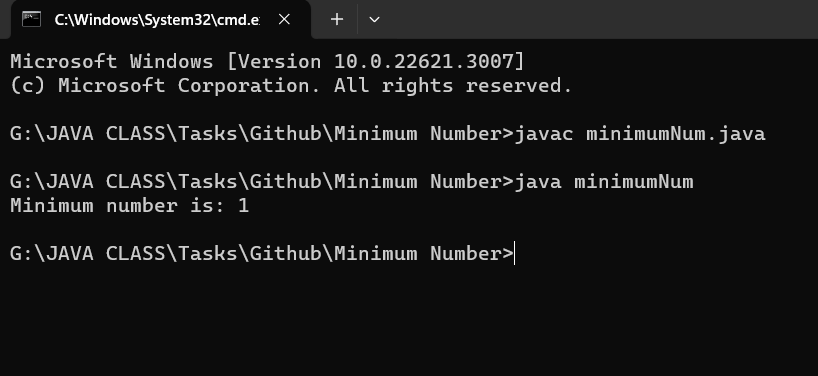 C:\Windows\System32\cmd.e
Microsoft Windows [Version 10.0.22621.3007]
(c) Microsoft Corporation. All rights reserved.
G:\JAVA CLASS\Tasks\Github\Minimum Number>javac minimumNum.java
G:\JAVA CLASS\Tasks\Github\Minimum Number>java minimumNum
Minimum number is: 1
G:\JAVA CLASS\Tasks\Github\Minimum Number>